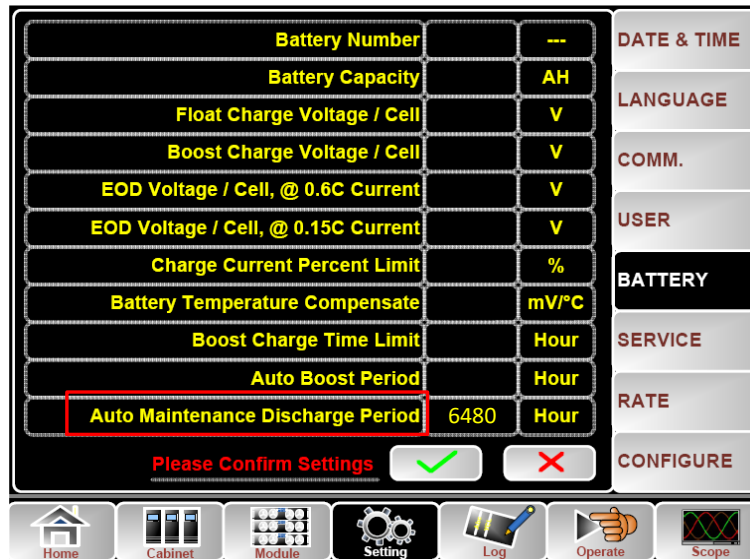 Battery Number ---
Battery Capacity AH
Float Charge Voltage / Cell V
Boost Charge Voltage / Cell V
EOD Voltage / Cell, @ 0.6C Current V
EOD Voltage / Cell, @ 0.15C Current V
Charge Current Percent Limit %
Battery Temperature Compensate mV/°C
Boost Charge Time Limit Hour
Auto Boost Period Hour
Auto Maintenance Discharge Period 6480 Hour
Please Confirm Settings
DATE & TIME
LANGUAGE
COMM.
USER
BATTERY
SERVICE
RATE
CONFIGURE
Home Cabinet Module Setting Log Operate Scope